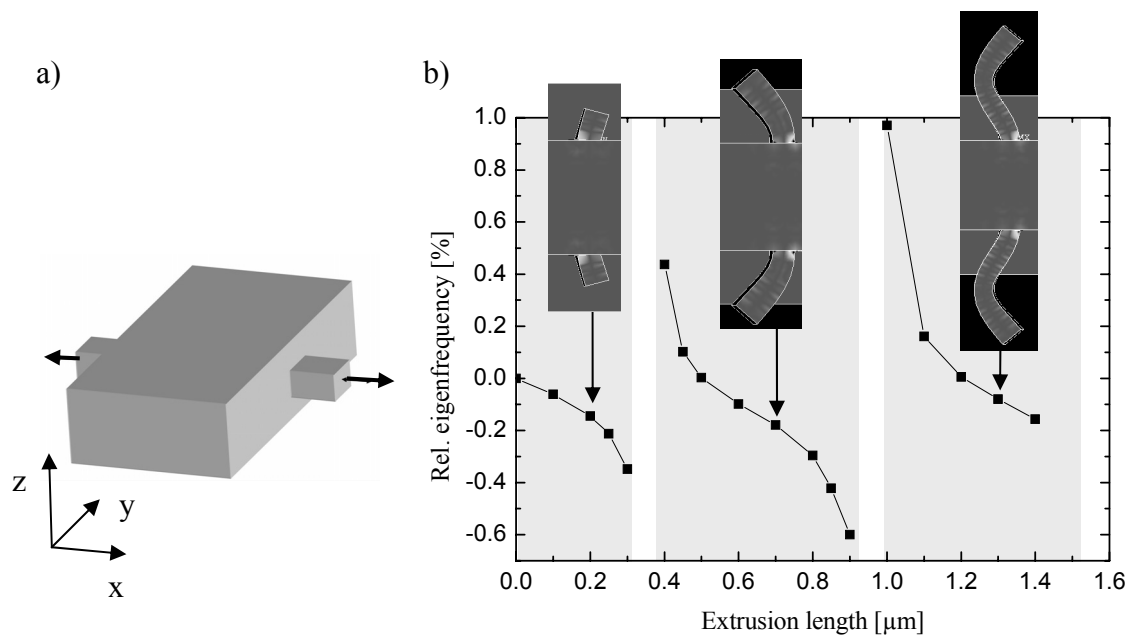 a)
z
y
x
b)
Rel. eigenfrequency [%]
1.0
0.8
0.6
0.4
0.2
0.0
-0.2
-0.4
-0.6
0.0 0.2 0.4 0.6 0.8 1.0 1.2 1.4 1.6
Extrusion length [µm]
MX